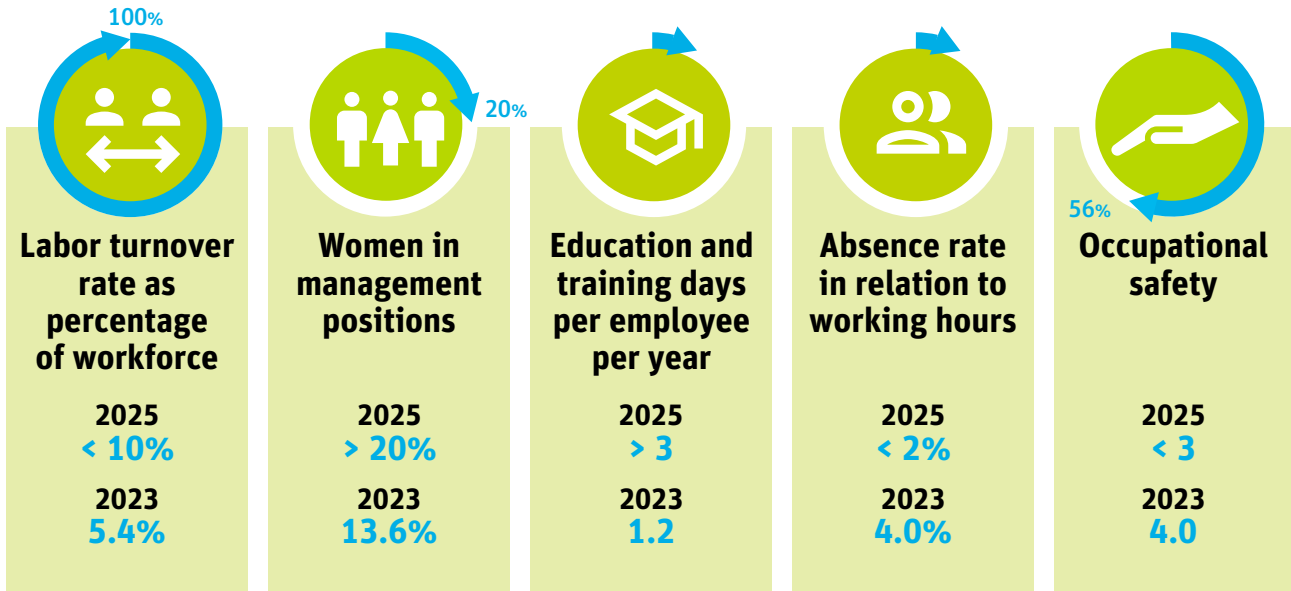 100%
Labor turnover
rate as
percentage
of workforce
2025
< 10%
2023
5.4%
20%
Women in
management
positions
2025
> 20%
2023
13.6%
Education and
training days
per employee
per year
2025
> 3
2023
1.2
Absence rate
in relation to
working hours
2025
< 2%
2023
4.0%
56%
Occupational
safety
2025
< 3
2023
4.0